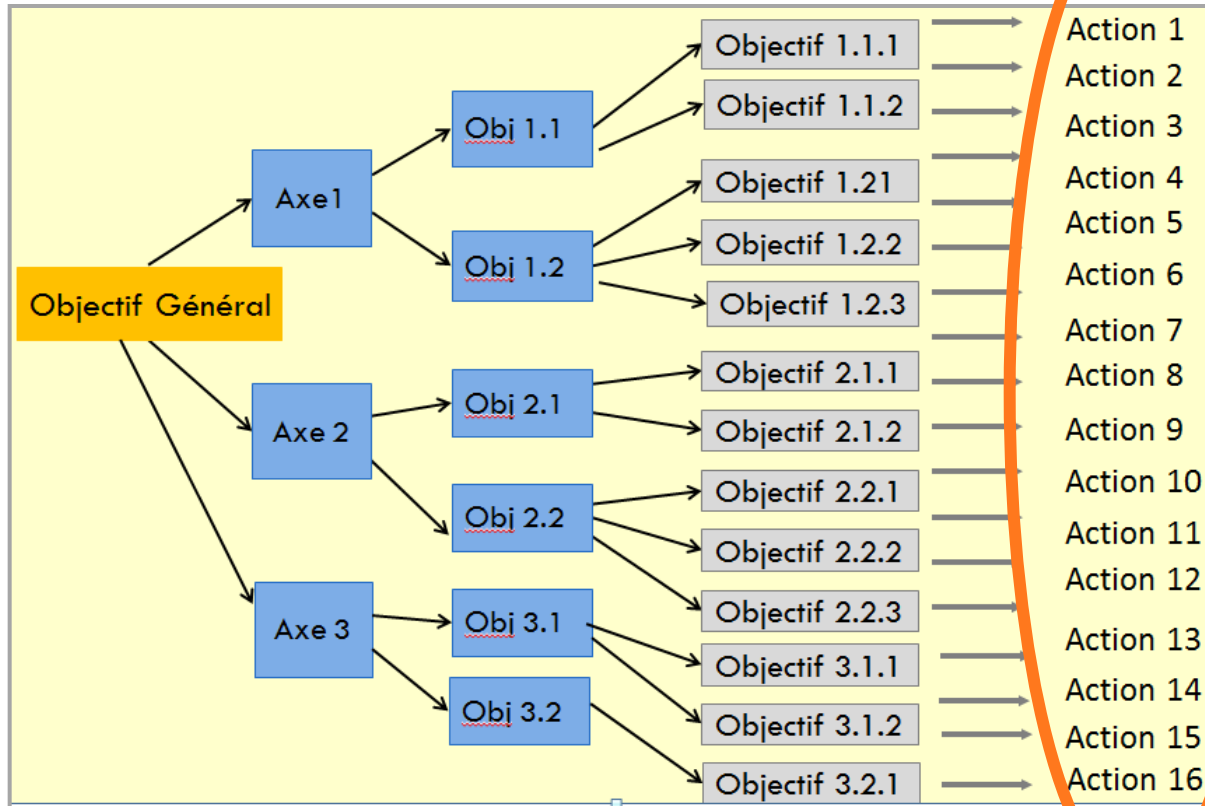 Objectif Général
Axe1
Axe 2
Axe 3
Obj 1.1
Obj 1.2
Obj 2.1
Obj 2.2
Obj 3.1
Obj 3.2
Objectif 1.1.1
Objectif 1.1.2
Objectif 1.21
Objectif 1.2.2
Objectif 1.2.3
Objectif 2.1.1
Objectif 2.1.2
Objectif 2.2.1
Objectif 2.2.2
Objectif 2.2.3
Objectif 3.1.1
Objectif 3.1.2
Objectif 3.2.1
Action 1
Action 2
Action 3
Action 4
Action 5
Action 6
Action 7
Action 8
Action 9
Action 10
Action 11
Action 12
Action 13
Action 14
Action 15
Action 16